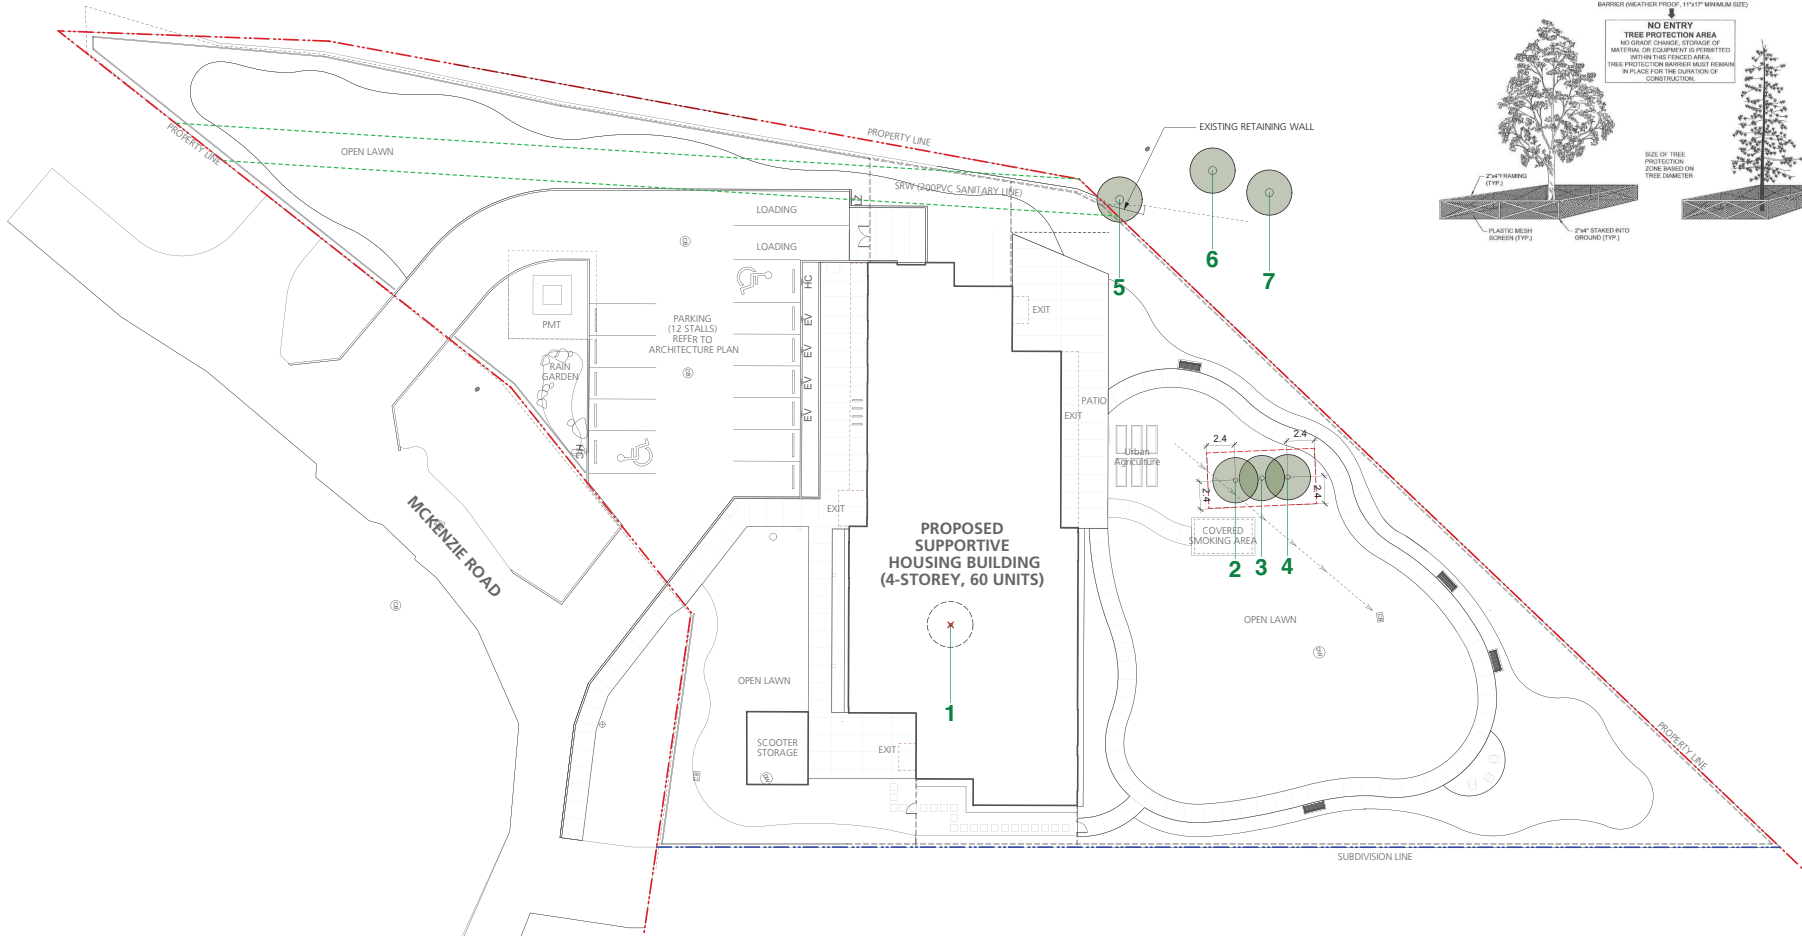 BARRIER (WEATHER PROOF, 11"x17" MINIMUM SIZE)
NO ENTRY
TREE PROTECTION AREA
NO GRADE CHANGE, STORAGE OF
MATERIAL OR EQUIPMENT IS PERMITTED
WITHIN THIS FENCED AREA.
TREE PROTECTION BARRIER MUST REMAIN
IN PLACE FOR THE DURATION OF
CONSTRUCTION.
SIZE OF TREE
PROTECTION
ZONE BASED ON
TREE DIAMETER
2"x4" FRAMING
(TYP.)
PLASTIC MESH
SCREEN (TYP.)
2"x4" STAKED INTO
GROUND (TYP.)
PROPERTY LINE
PROPERTY LINE
EXISTING RETAINING WALL
OPEN LAWN
SRW (200PVC SANITARY LINE)
LOADING
LOADING
5
6
7
PMT
PARKING
(12 STALLS)
REFER TO
ARCHITECTURE PLAN
HC
EV
EV
EV
EV
EXIT
RAIN
GARDEN
HC
PATIO
EXIT
Urban
Agriculture
2.4
2.4
2.4
2.4
MCKENZIE ROAD
EXIT
PROPOSED
SUPPORTIVE
HOUSING BUILDING
(4-STOREY, 60 UNITS)
COVERED
SMOKING AREA
2
3
4
OPEN LAWN
OPEN LAWN
1
SCOOTER
STORAGE
EXIT
PROPERTY LINE
SUBDIVISION LINE